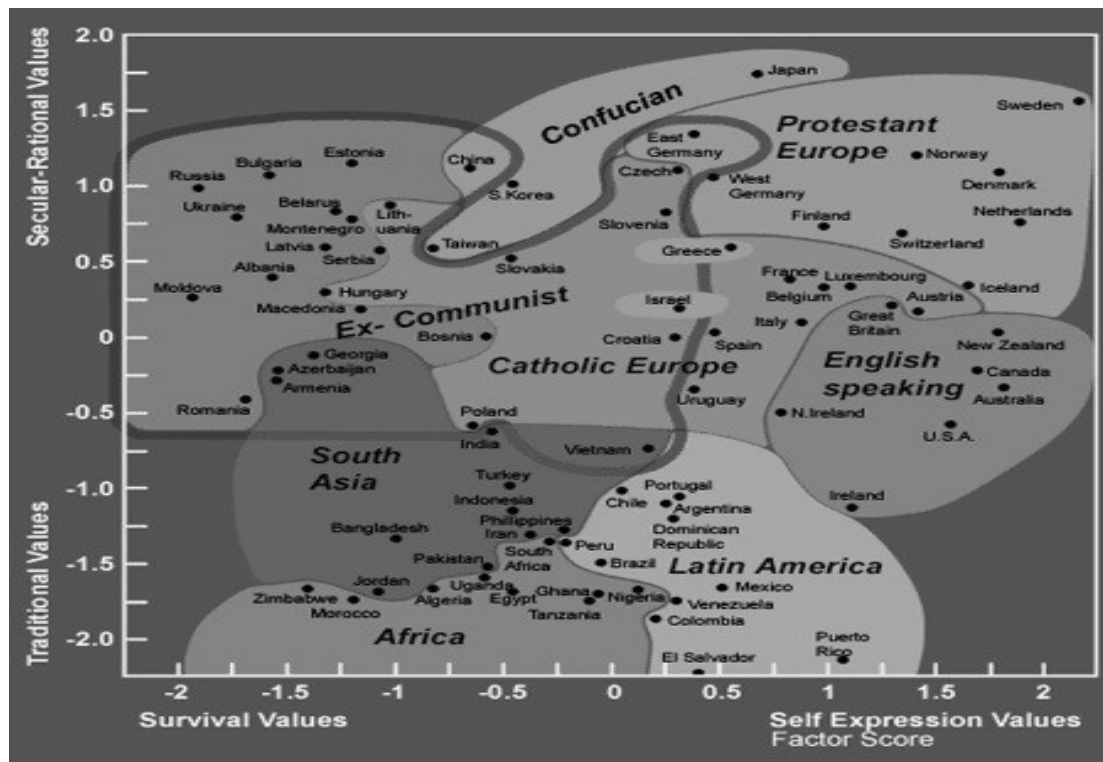 Secular-Rational Values
Traditional Values
2.0
1.5
1.0
0.5
0
-0.5
-1.0
-1.5
-2.0
Japan
Confucian
Sweden
East
Germany
Protestant
Europe
Estonia
Bulgaria
China
Norway
Russia
Czech
West
Germany
Denmark
S.Korea
Ukraine
Belarus
Lith-
uania
Montenegro
Slovenia
Finland
Netherlands
Switzerland
Latvia
Serbia
Taiwan
Greece
Slovakia
Albania
France
Luxembourg
Moldova
Hungary
Belgium
Austria
Iceland
Macedonia
Israel
Great
Britain
Ex- Communist
Italy
Bosnia
Croatia
Spain
New Zealand
Georgia
Catholic Europe
English
speaking
Azerbaijan
Canada
Armenia
Australia
Romania
Uruguay
Poland
N.Ireland
India
U.S.A.
South
Asia
Vietnam
Turkey
Portugal
Indonesia
Chile
Argentina
Ireland
Phillippines
Dominican
Republic
Bangladesh
Iran
South
Africa
Peru
Pakistan
Brazil
Latin America
Jordan
Uganda
Ghana
Nigeria
Mexico
Zimbabwe
Algeria
Egypt
Venezuela
Morocco
Tanzania
Colombia
Africa
Puerto
Rico
El Salvador
-2
-1.5
-1
-0.5
0
0.5
1
1.5
2
Survival Values
Self Expression Values
Factor Score